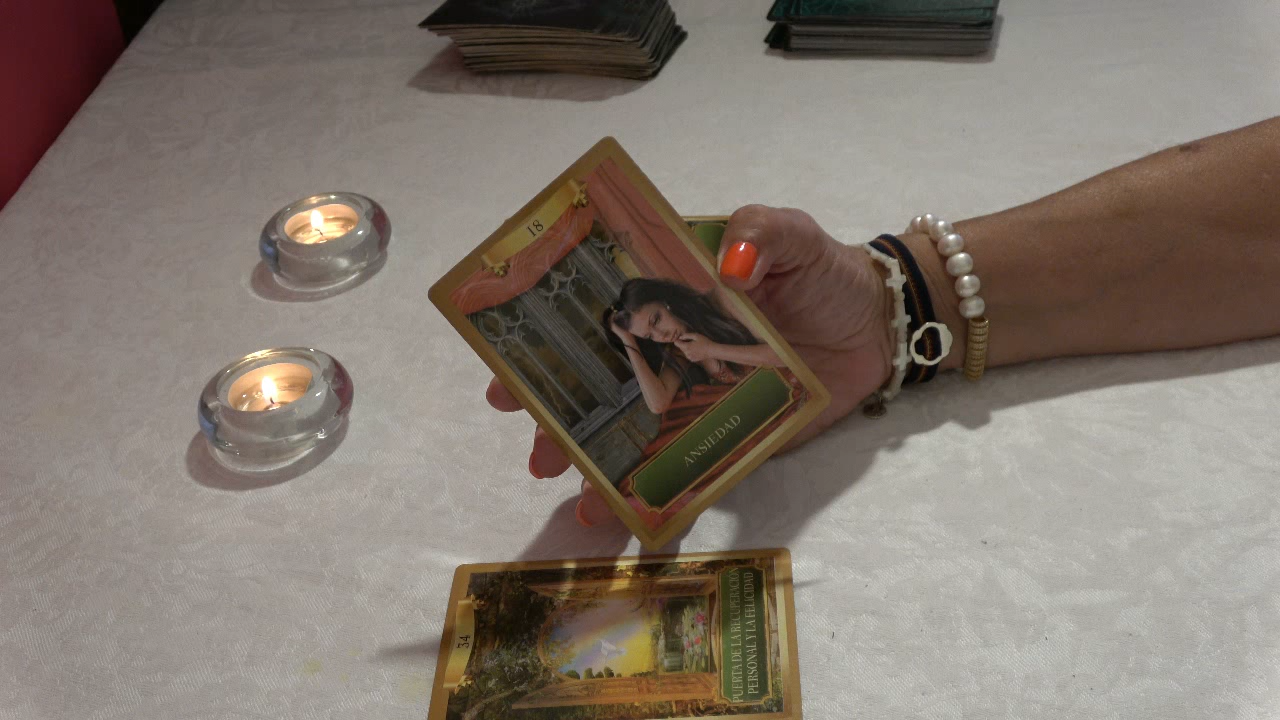 18
ANSIEDAD
34
PUERTA DE LA RECUPERACIÓN
PERSONAL Y LA FELICIDAD